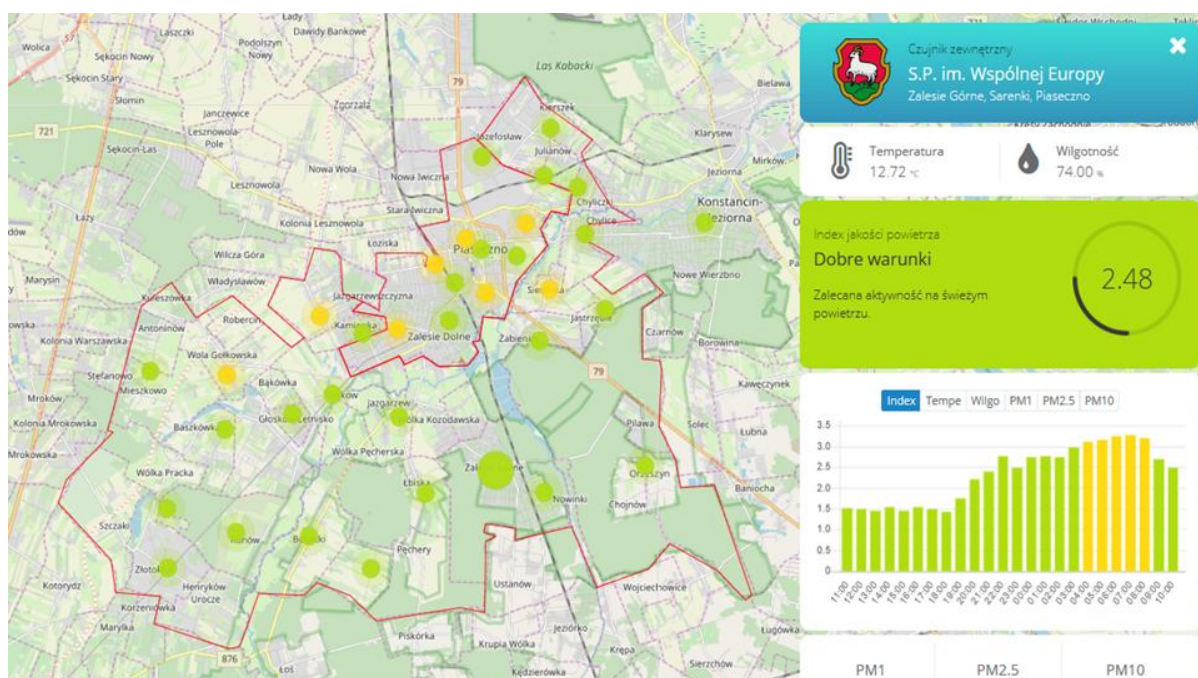 Łady
Laszczki
Dawidy Bankowe
721
Wolica
57
Sękocin Nowy
Podolszyn
Nowy
Las Kabacki
Bielawa
Sękocin Stary
79
Słomin
Zgorzała
Kierszek
Janczewice
721
Lesznowola-
Pole
Józefosław
Julianów
Klarysew
Sękocin-Las
Nowa Wola
Nowa Iwiczna
Mirków
Jeziorna
Lesznowola
Chyliczki
Konstancin-
Jeziorna
Łazy
Stara Iwiczna
Kolonia Lesznowola
Chylice
Łoziska
Piaseczno
Wilcza Góra
Marysin
Władysławów
Nowe Wierzbno
Kuleszówka
Jazgarzewszczyzna
Robercin
Antoninów
Kamionka
Jastrzębie
Kolonia Warszawska
Zalesie Dolne
Żabieniec
Czarnów
Borowina
Wola Gołkowska
Stefanowo
Mieszkowo
Bąkówka
79
Kawęczynek
Mroków
Jazgarzew
Głosków-Letnisko
Wólka Kozodawska
Pilawa
Solec
Łubna
Kolonia Mrokowska
Baszkówka
Wólka Pęcherska
Wólka Pracka
Orzeszyn
Łbiska
Baniocha
Nowinki
Chojnów
Szczaki
Runów
Pęchery
Kotorydz
Henryków-
Urocze
Ustanów
Wojciechowice
Korzeniówka
Marylka
Jeziórko
Ługówka
Piskórka
Krupia Wólka
Krępa
876
Łoś
Kędzierówka
Sierzchów
Czujnik zewnętrzny
S.P. im. Wspólnej Europy
Zalesie Górne, Sarenki, Piaseczno
Temperatura
12.72 °C
Wilgotność
74.00 %
Index jakości powietrza
Dobre warunki
Zalecana aktywność na świeżym
powietrzu.
2.48
Index Tempe Wilgo PM1 PM2.5 PM10
3.5
3.0
2.5
2.0
1.5
1.0
0.5
0
11:00 12:00 13:00 14:00 15:00 16:00 17:00 18:00 19:00 20:00 21:00 22:00 23:00 00:00 01:00 02:00 03:00 04:00 05:00 06:00 07:00 08:00 09:00 10:00
PM1 PM2.5 PM10